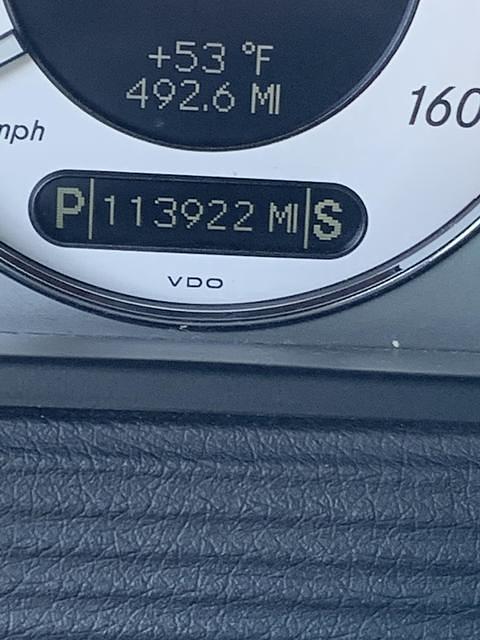 +53 °F
492.6 MI
160
mph
P 113922 MI S
VDO